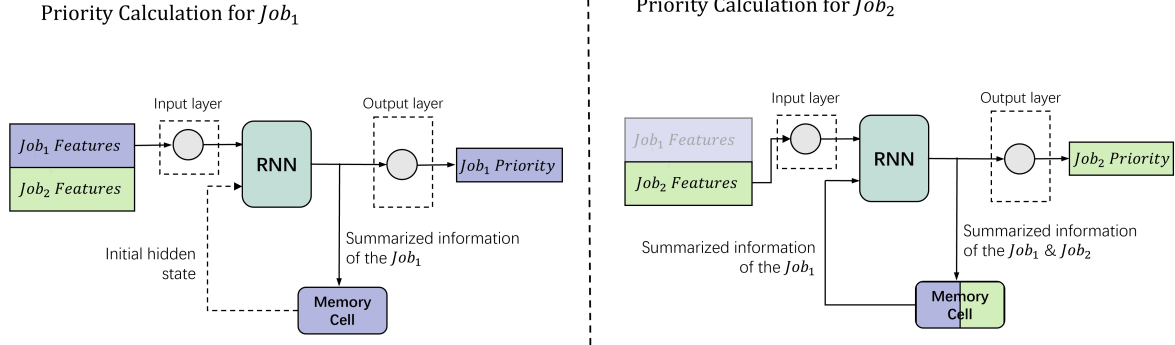 Priority Calculation for Job₁
Input layer
Output layer
Job₁ Features
Job₂ Features
RNN
Job₁ Priority
Initial hidden
state
Summarized information
of the Job₁
Memory
Cell
Priority Calculation for Job₂
Input layer
Output layer
Job₁ Features
Job₂ Features
RNN
Job₂ Priority
Summarized information
of the Job₁
Summarized information
of the Job₁ & Job₂
Memory
Cell